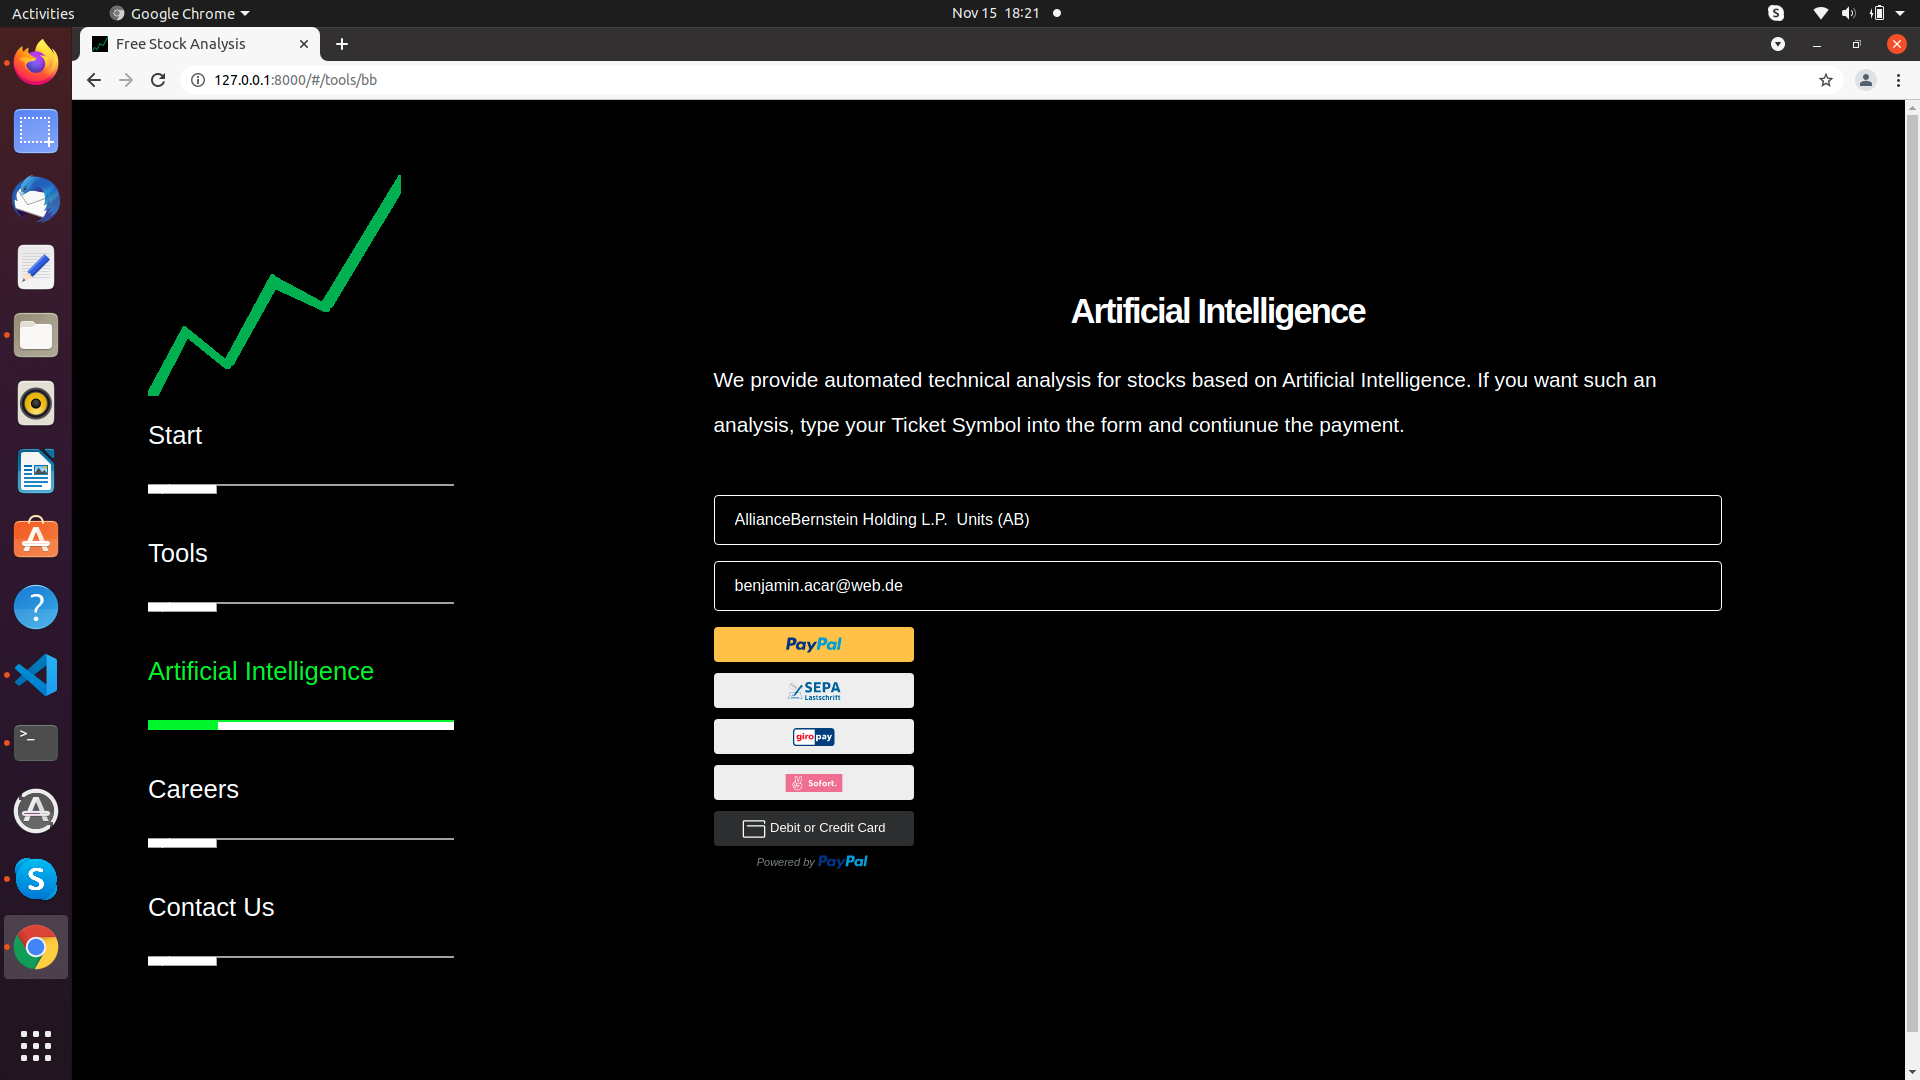 Activities
Google Chrome
Nov 15 18:21
S
Free Stock Analysis
127.0.0.1:8000/#/tools/bb
Start
Tools
Artificial Intelligence
Careers
Contact Us
Artificial Intelligence
We provide automated technical analysis for stocks based on Artificial Intelligence. If you want such an
analysis, type your Ticket Symbol into the form and contiunue the payment.
AllianceBernstein Holding L.P. Units (AB)
benjamin.acar@web.de
PayPal
SEPA
Lastschrift
giropay
Sofort.
Debit or Credit Card
Powered by PayPal